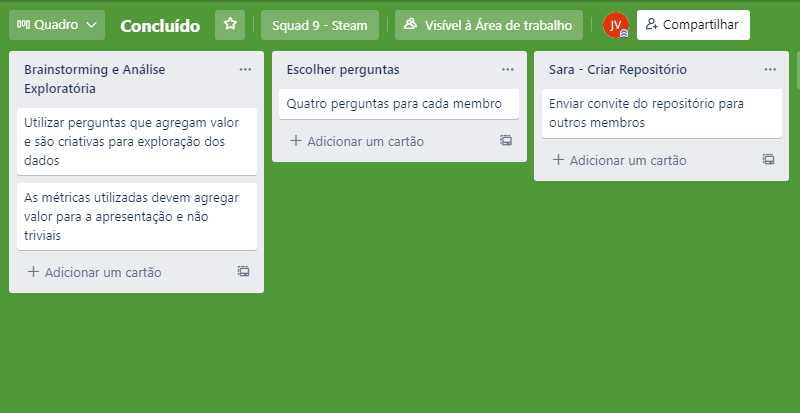 Quadro
Concluído
Squad 9 - Steam
Visível à Área de trabalho
JV
Compartilhar
Brainstorming e Análise
Exploratória
Utilizar perguntas que agregam valor
e são criativas para exploração dos
dados
As métricas utilizadas devem agregar
valor para a apresentação e não
triviais
Adicionar um cartão
Escolher perguntas
Quatro perguntas para cada membro
Adicionar um cartão
Sara - Criar Repositório
Enviar convite do repositório para
outros membros
Adicionar um cartão